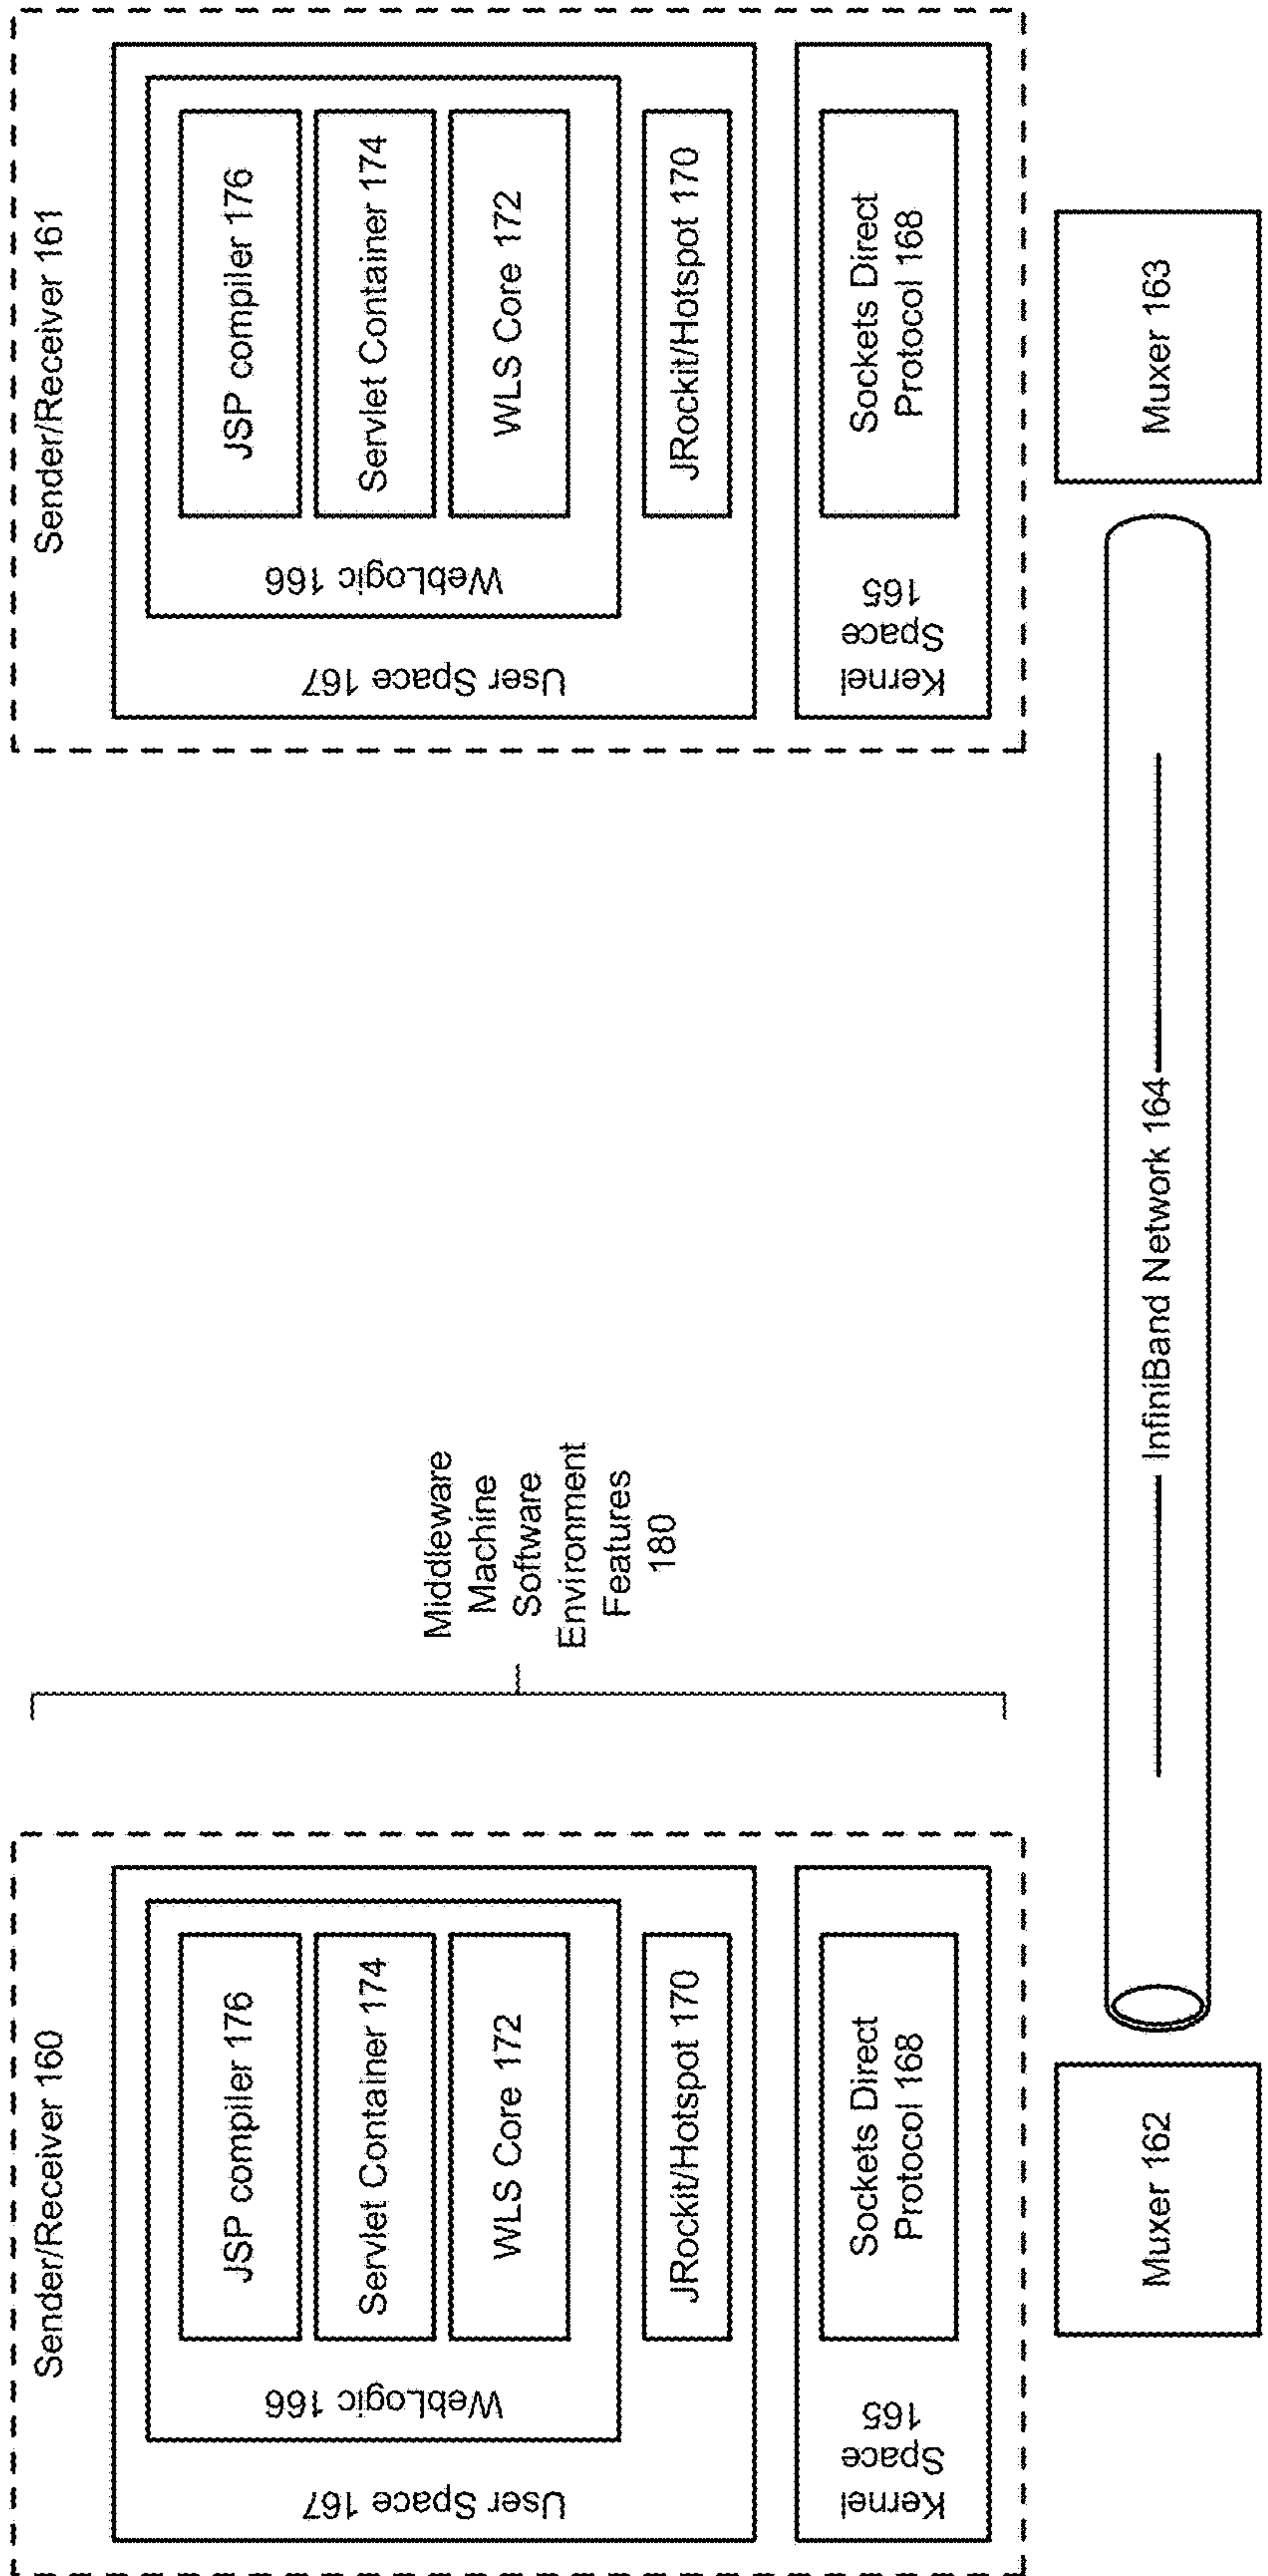 Sender/Receiver 160
User Space 167
WebLogic 166
JSP compiler 176
Servlet Container 174
WLS Core 172
JRockit/Hotspot 170
Kernel
Space
165
Sockets Direct
Protocol 168
Middleware
Machine
Software
Environment
Features
180
Sender/Receiver 161
User Space 167
WebLogic 166
JSP compiler 176
Servlet Container 174
WLS Core 172
JRockit/Hotspot 170
Kernel
Space
165
Sockets Direct
Protocol 168
Muxer 162
InfiniBand Network 164
Muxer 163